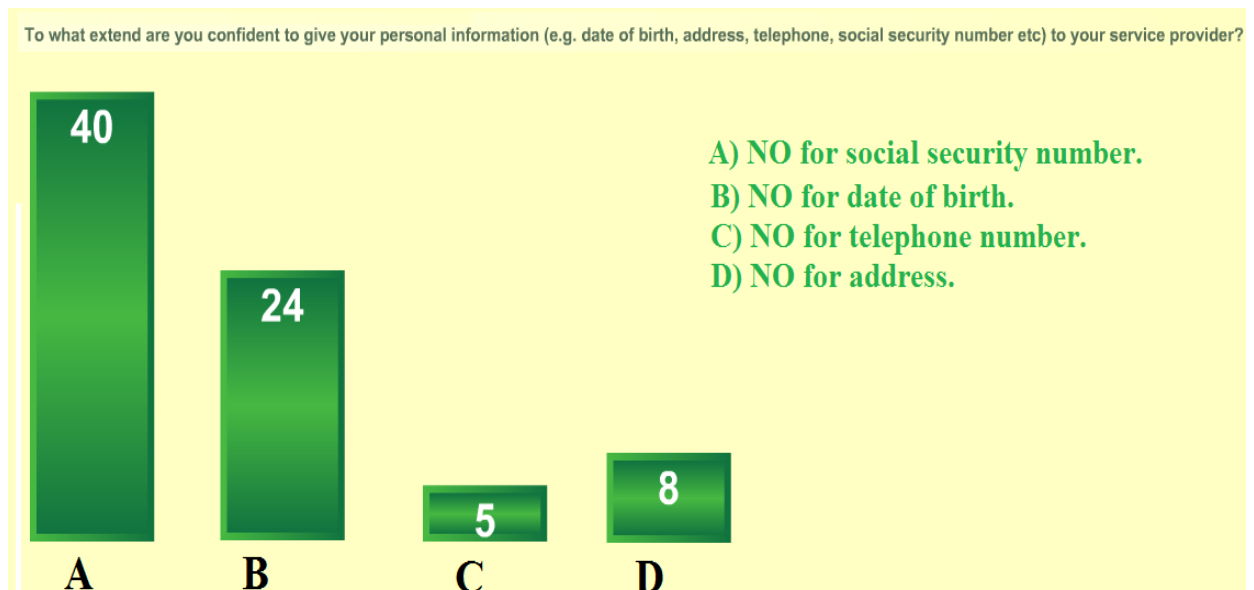 To what extend are you confident to give your personal information (e.g. date of birth, address, telephone, social security number etc) to your service provider?
40
24
5
8
A) NO for social security number.
B) NO for date of birth.
C) NO for telephone number.
D) NO for address.
A
B
C
D